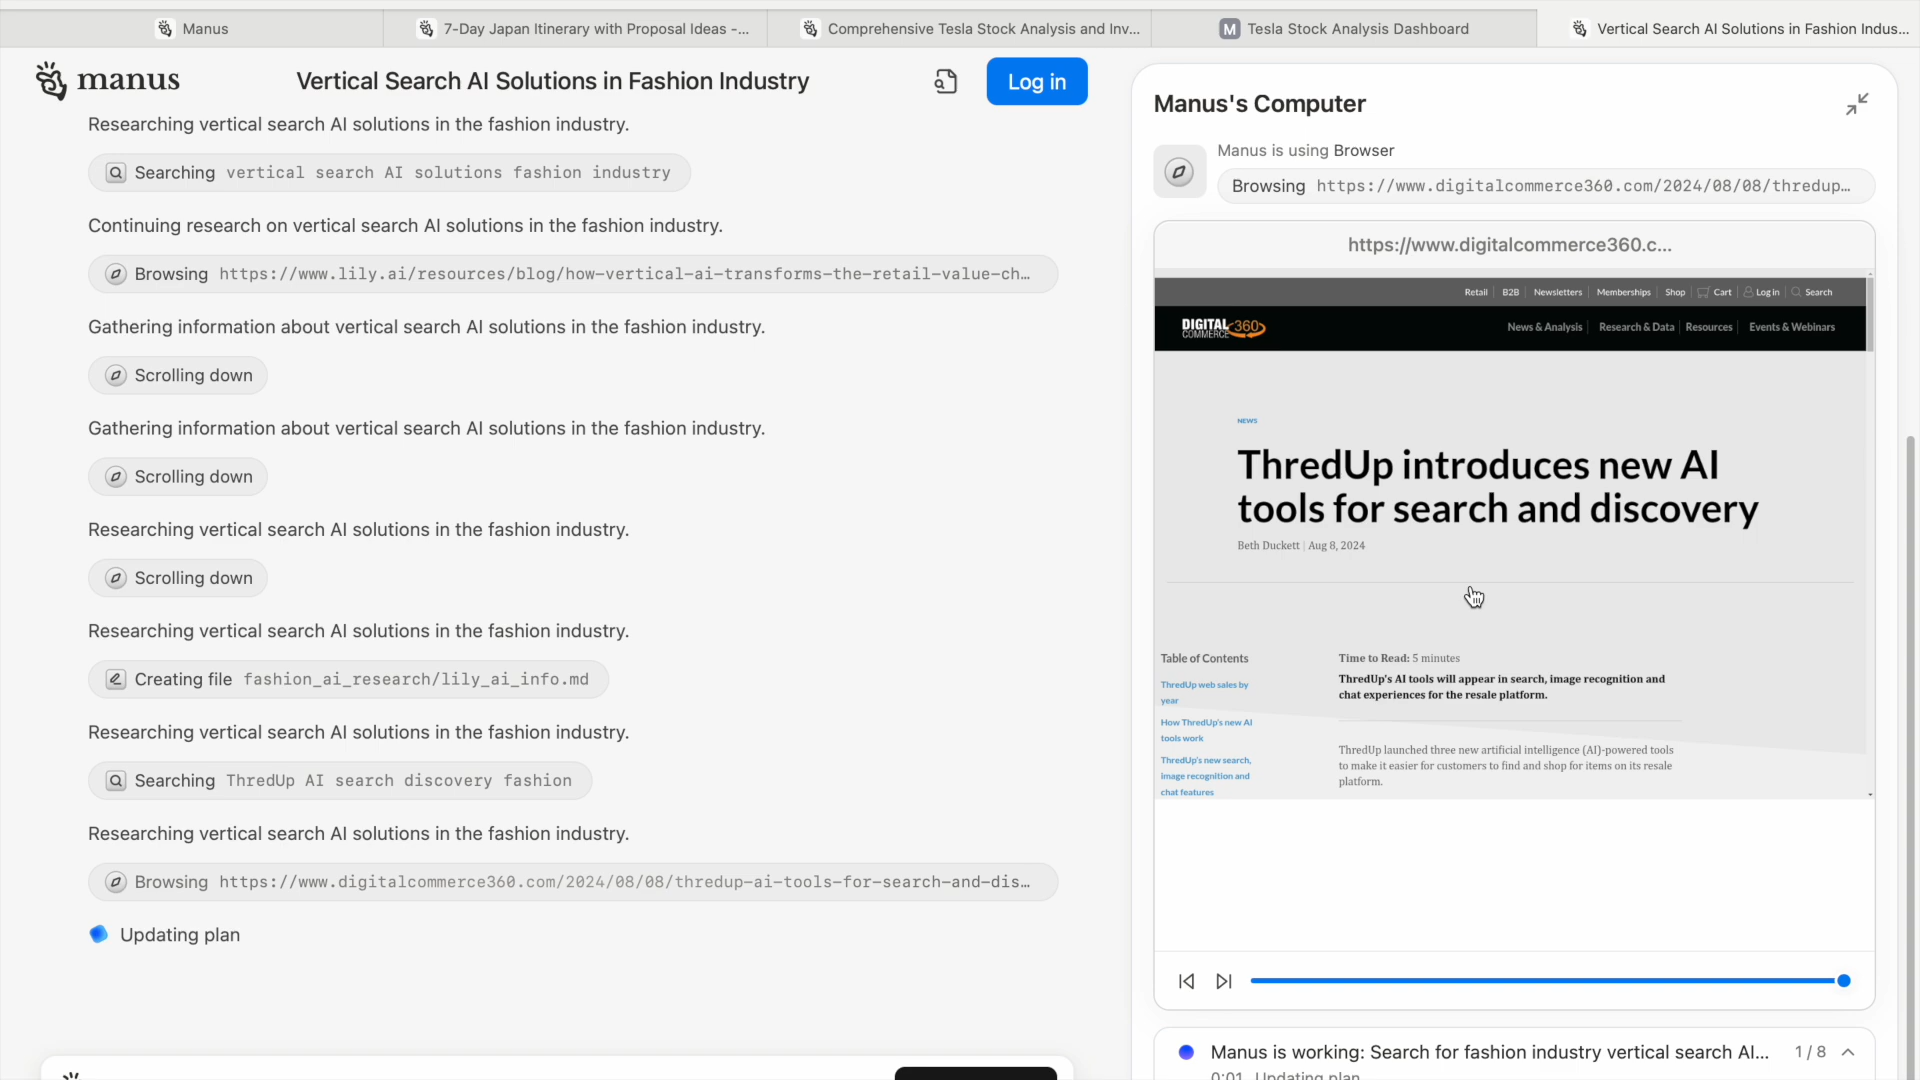 Manus
7-Day Japan Itinerary with Proposal Ideas -...
Comprehensive Tesla Stock Analysis and Inv...
M Tesla Stock Analysis Dashboard
Vertical Search AI Solutions in Fashion Indus...
manus
Vertical Search AI Solutions in Fashion Industry
Log in
Researching vertical search AI solutions in the fashion industry.
Searching vertical search AI solutions fashion industry
Continuing research on vertical search AI solutions in the fashion industry.
Browsing https://www.lily.ai/resources/blog/how-vertical-ai-transforms-the-retail-value-ch…
Gathering information about vertical search AI solutions in the fashion industry.
Scrolling down
Gathering information about vertical search AI solutions in the fashion industry.
Scrolling down
Researching vertical search AI solutions in the fashion industry.
Scrolling down
Researching vertical search AI solutions in the fashion industry.
Creating file fashion_ai_research/lily_ai_info.md
Researching vertical search AI solutions in the fashion industry.
Searching ThredUp AI search discovery fashion
Researching vertical search AI solutions in the fashion industry.
Browsing https://www.digitalcommerce360.com/2024/08/08/thredup-ai-tools-for-search-and-dis…
Updating plan
Manus's Computer
Manus is using Browser
Browsing https://www.digitalcommerce360.com/2024/08/08/thredup…
https://www.digitalcommerce360.c...
Retail B2B Newsletters Memberships Shop Cart Log in Search
DIGITAL COMMERCE 360
News & Analysis Research & Data Resources Events & Webinars
NEWS
ThredUp introduces new AI
tools for search and discovery
Beth Duckett | Aug 8, 2024
Table of Contents
ThredUp web sales by
year
How ThredUp's new AI
tools work
ThredUp's new search,
image recognition and
chat features
Time to Read: 5 minutes
ThredUp's AI tools will appear in search, image recognition and
chat experiences for the resale platform.
ThredUp launched three new artificial intelligence (AI)-powered tools
to make it easier for customers to find and shop for items on its resale
platform.
Manus is working: Search for fashion industry vertical search AI... 1 / 8
0:01 Updating plan